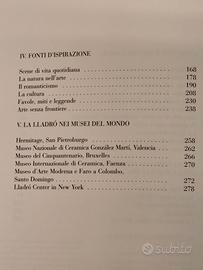 IV. FONTI D'ISPIRAZIONE
Scene di vita quotidiana 168
La natura nell'arte 178
Il romanticismo 190
La cultura 208
Favole, miti e leggende 230
Arte senza frontiere 238
V. LA LLADRÓ NEI MUSEI DEL MONDO
Hermitage, San Pietroburgo 258
Museo Nazionale di Ceramica González Martí, Valencia 262
Museo del Cinquantenario, Bruxelles 266
Museo Internazionale di Ceramica, Faenza 268
Museo d'Arte Moderna e Faro a Colombo,
Santo Domingo 272
Lladró Center in New York 278
subito